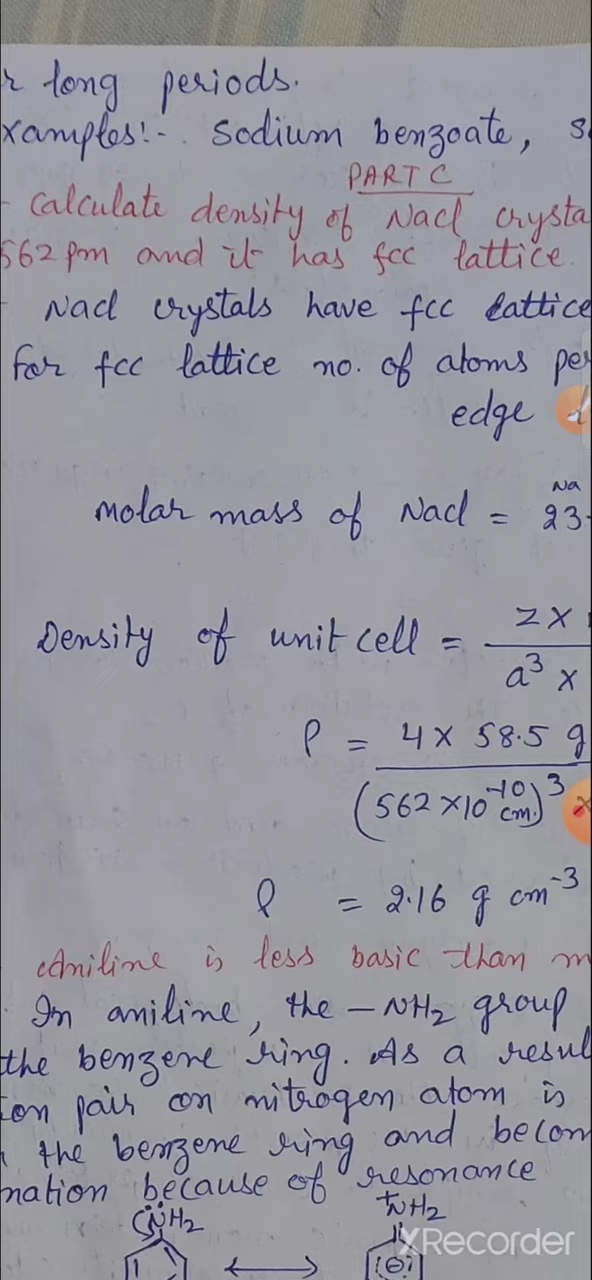 r long periods.
xamples:- Sodium benzoate, S
PART C
- Calculate density of Nacl crysta
562 pm and it has fcc lattice.
- Nacl crystals have fcc lattice
For fcc lattice no. of atoms pe
edge d
Na
Molar mass of Nacl = 23
Density of unit cell = Z x
a³ x
ρ = 4 x 58.5 g
(562 x 10⁻¹⁰ cm.)³ x
ρ = 2.16 g cm⁻³
Aniline is less basic than m
In aniline, the -NH₂ group
the benzene ring. As a resul
ion pair on nitrogen atom is
the benzene ring and becom
nation because of resonance
NH₂ +NH₂
XRecorder